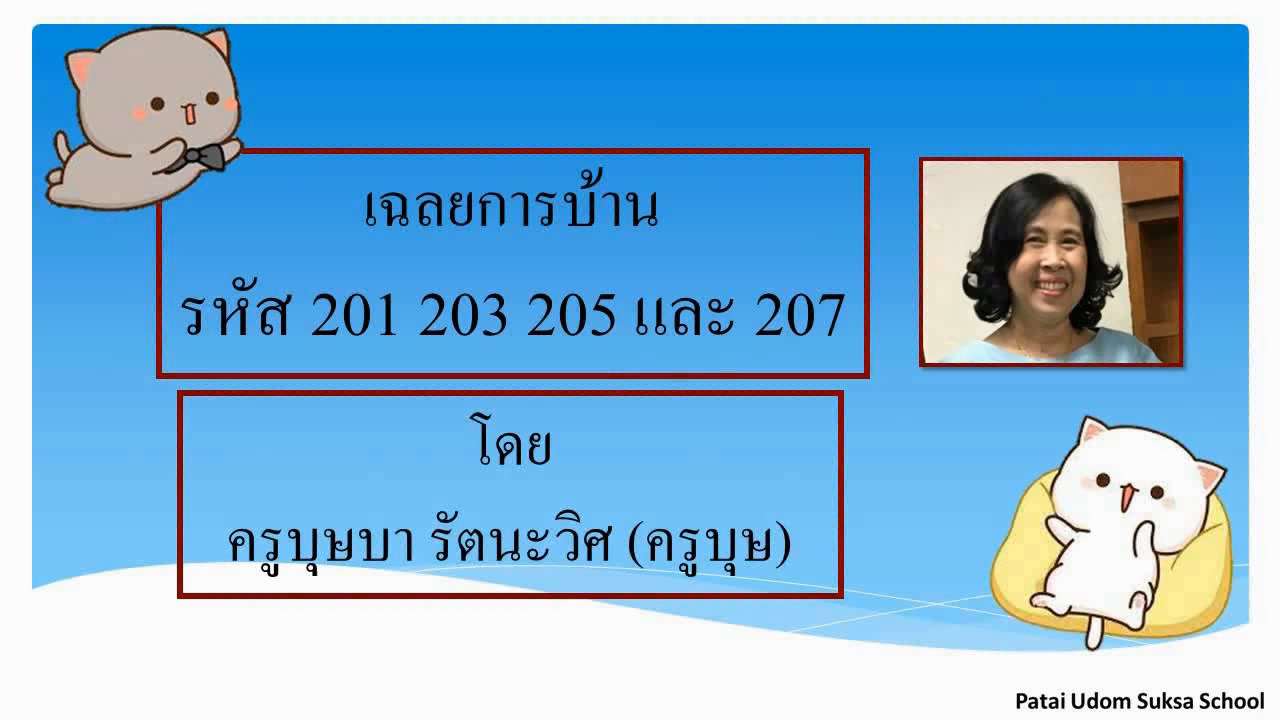 เฉลยการบ้าน
รหัส 201 203 205 และ 207
โดย
ครูบุษบา รัตนะวิศ (ครูบุษ)
Patai Udom Suksa School